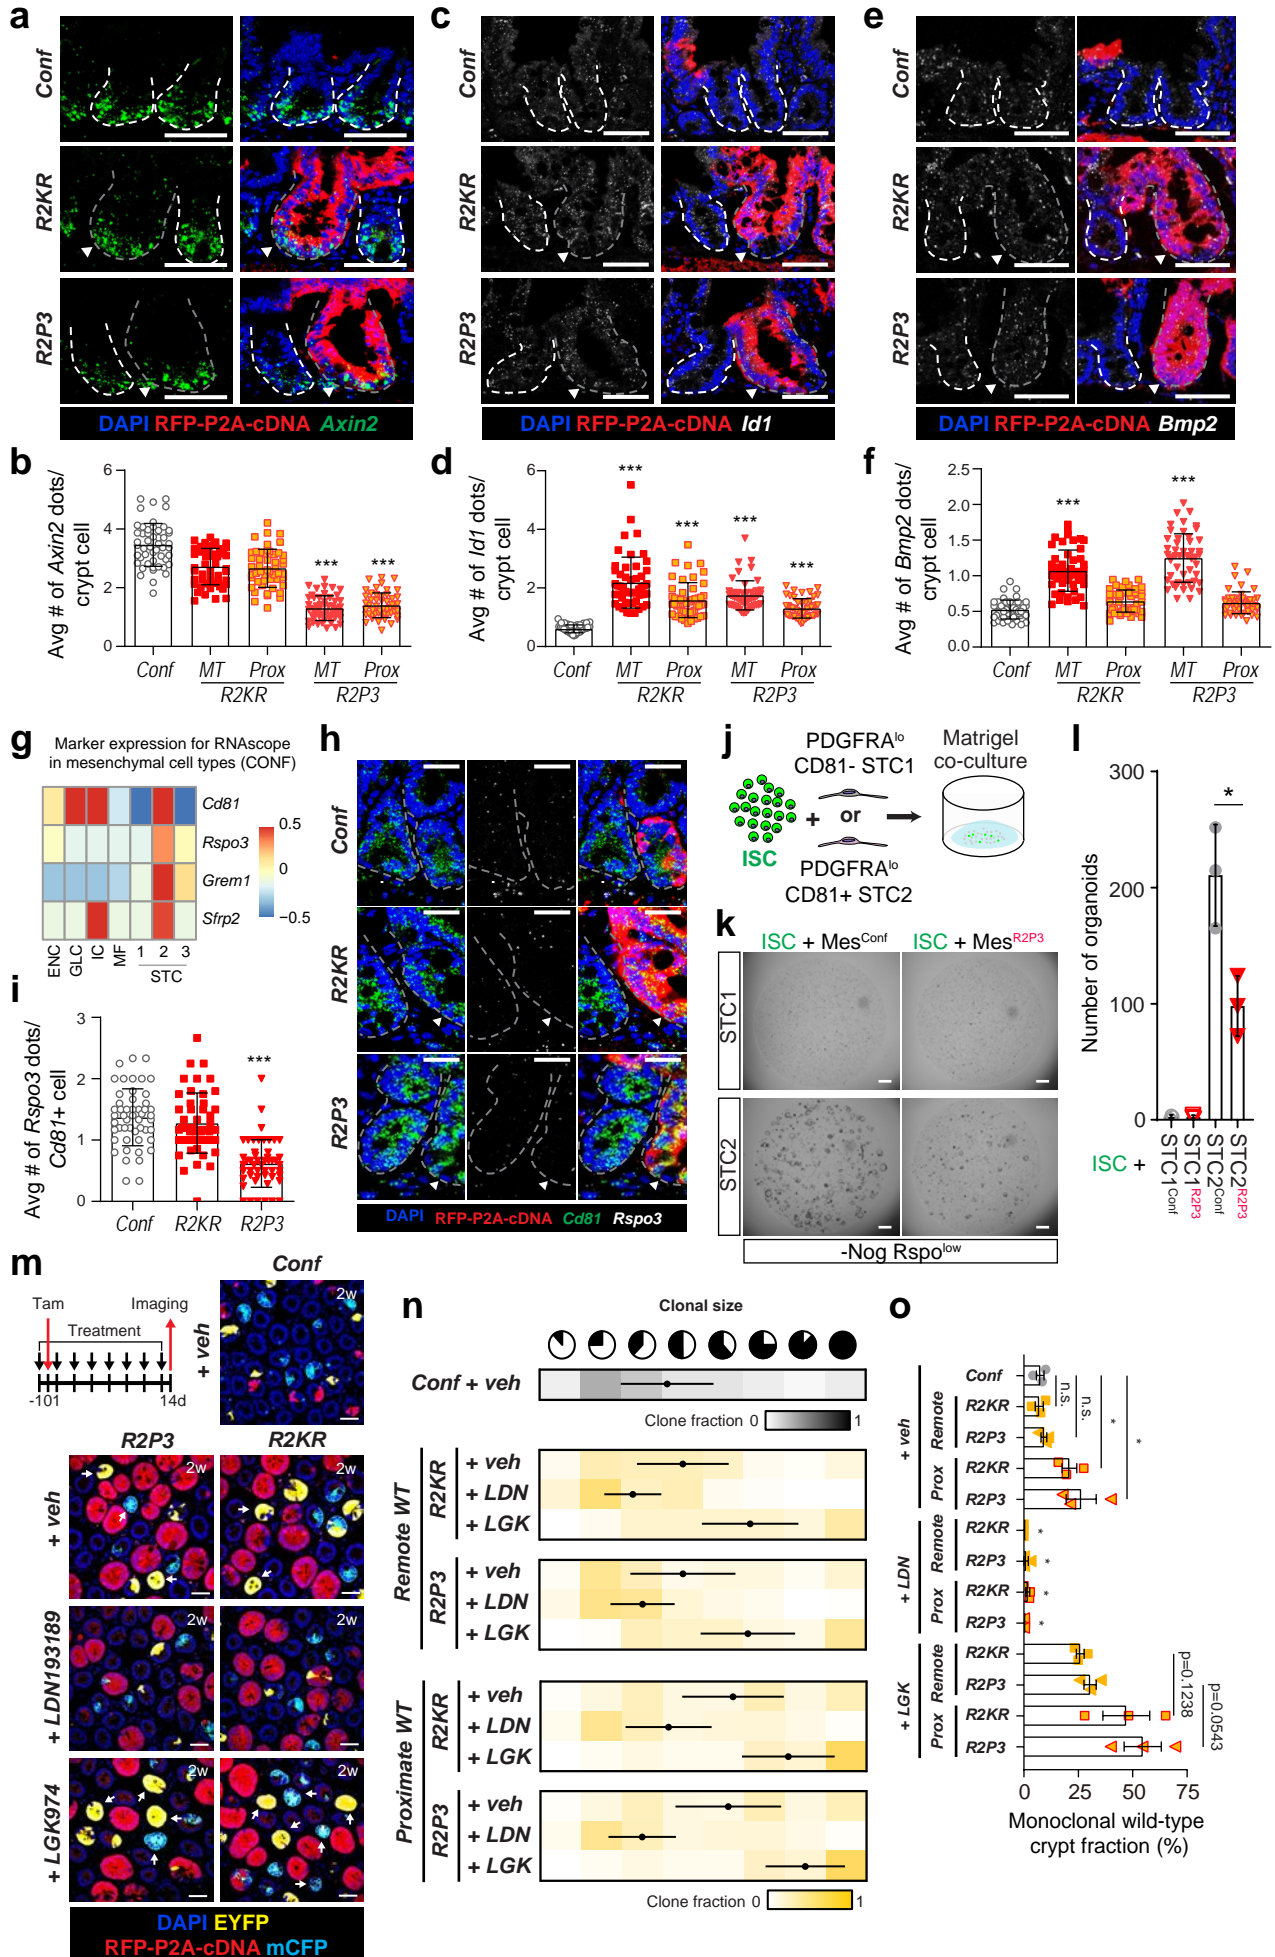 a
Conf
R2KR
R2P3
DAPI RFP-P2A-cDNA Axin2
c
DAPI RFP-P2A-cDNA Id1
e
Conf
R2KR
R2P3
DAPI RFP-P2A-cDNA Bmp2
b
Avg # of Axin2 dots/
crypt cell
6
4
2
0
*** ***
Conf MT Prox MT Prox
R2KR R2P3
d
Avg # of Id1 dots/
crypt cell
6
4
2
0
*** *** *** ***
Conf MT Prox MT Prox
R2KR R2P3
f
Avg # of Bmp2 dots/
crypt cell
2.5
2.0
1.5
1.0
0.5
0.0
*** ***
Conf MT Prox MT Prox
R2KR R2P3
g
Marker expression for RNAscope
in mesenchymal cell types (CONF)
Cd81
Rspo3
Grem1
Sfrp2
0.5
0
−0.5
ENC GLC IC MF 1 2 3
STC
h
Conf
R2KR
R2P3
DAPI RFP-P2A-cDNA Cd81 Rspo3
i
Avg # of Rspo3 dots/
Cd81+ cell
3
2
1
0
***
Conf R2KR R2P3
j
PDGFRAlo
CD81- STC1
or
PDGFRAlo
CD81+ STC2
ISC
+
Matrigel
co-culture
k
ISC + MesConf
ISC + MesR2P3
STC1
STC2
-Nog Rspolow
l
Number of organoids
300
200
100
0
*
ISC +
STC1Conf
STC1R2P3
STC2Conf
STC2R2P3
m
Tam Imaging
Treatment
-101 14d
Conf
+ veh
2w
R2P3 R2KR
+ veh
2w 2w
+ LDN193189
2w 2w
+ LGK974
2w 2w
DAPI EYFP
RFP-P2A-cDNA mCFP
n
Clonal size
Conf + veh
Clone fraction 0 1
Remote WT
R2KR
+ veh
+ LDN
+ LGK
R2P3
+ veh
+ LDN
+ LGK
Proximate WT
R2KR
+ veh
+ LDN
+ LGK
R2P3
+ veh
+ LDN
+ LGK
Clone fraction 0 1
o
+ veh
Conf
Remote
R2KR
R2P3
Prox
R2KR
R2P3
n.s.
n.s.
*
*
+ LDN
Remote
R2KR *
R2P3 *
Prox
R2KR *
R2P3 *
+ LGK
Remote
R2KR
R2P3
Prox
R2KR
R2P3
p=0.1238
p=0.0543
0 25 50 75
Monoclonal wild-type
crypt fraction (%)